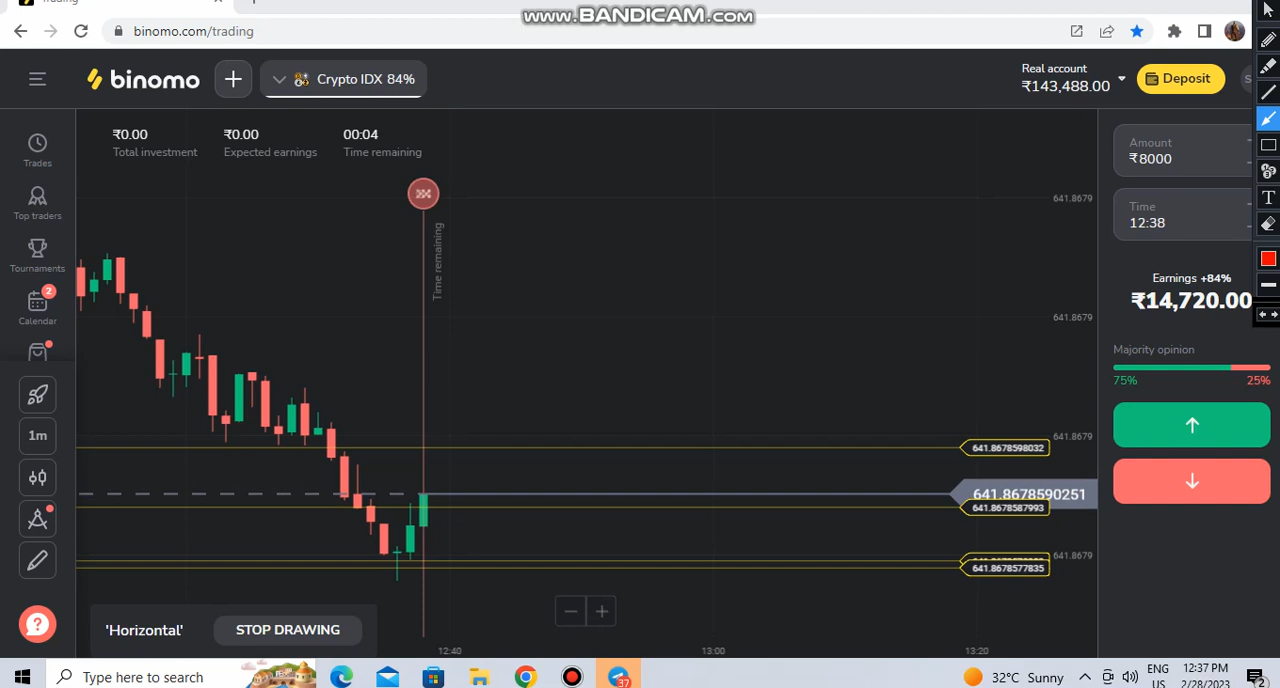 Trading
www.BANDICAM.com
binomo.com/trading
binomo
Crypto IDX 84%
Real account
₹143,488.00
Deposit
₹0.00
Total investment
₹0.00
Expected earnings
00:04
Time remaining
Trades
Top traders
Tournaments
2
Calendar
1m
Time remaining
641.8679
641.8679
641.8679
641.8678598032
641.8678590251
641.8678587993
641.8679
641.8678577835
Amount
₹8000
Time
12:38
Earnings +84%
₹14,720.00
Majority opinion
75%
25%
T
'Horizontal'
STOP DRAWING
12:40
13:00
13:20
Type here to search
37
32°C Sunny
ENG
US
12:37 PM
2/28/2023
2